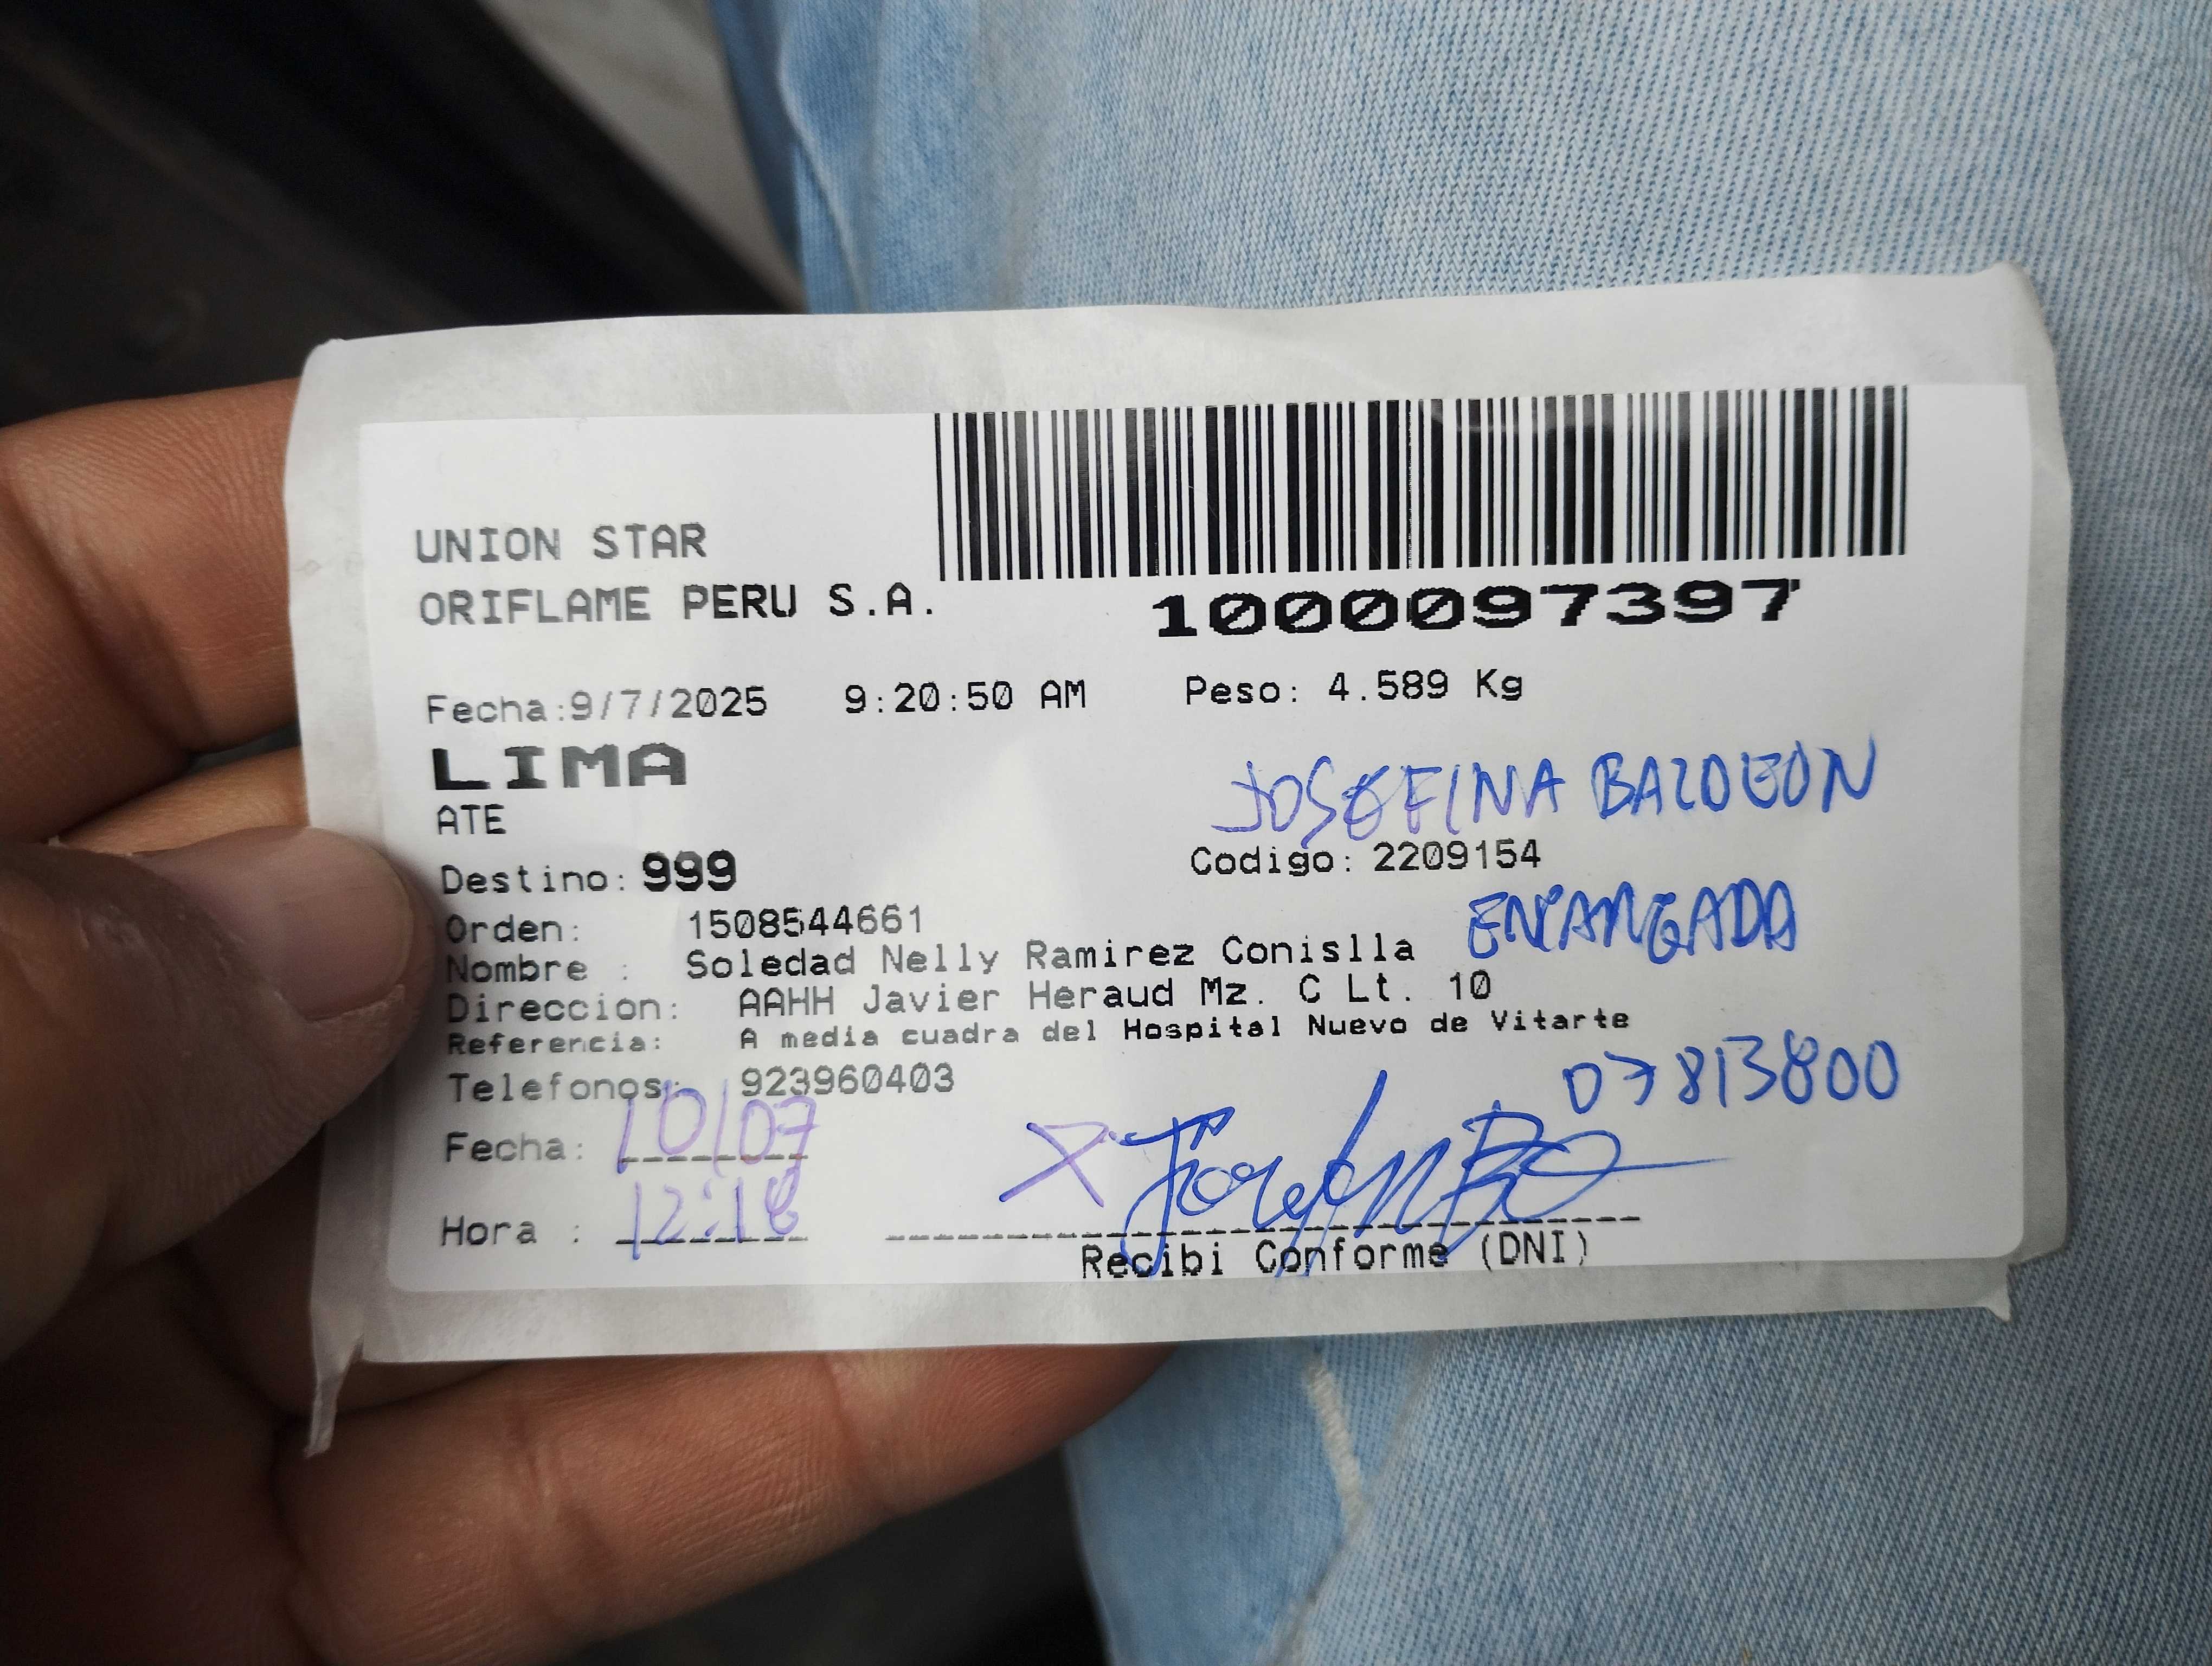 UNION STAR
ORIFLAME PERU S.A.
1000097397
Fecha:9/7/2025 9:20:50 AM Peso: 4.589 Kg
LIMA
JOSEFINA BALDEON
ATE
Codigo: 2209154
Destino: 999
ENCARGADA
Orden: 1508544661
Nombre : Soledad Nelly Ramirez Conislla
Direccion: AAHH Javier Heraud Mz. C Lt. 10
Referencia: A media cuadra del Hospital Nuevo de Vitarte
Telefonos: 923960403
07813800
Fecha: 10/07
X
Hora : 12:18
Recibi Conforme (DNI)